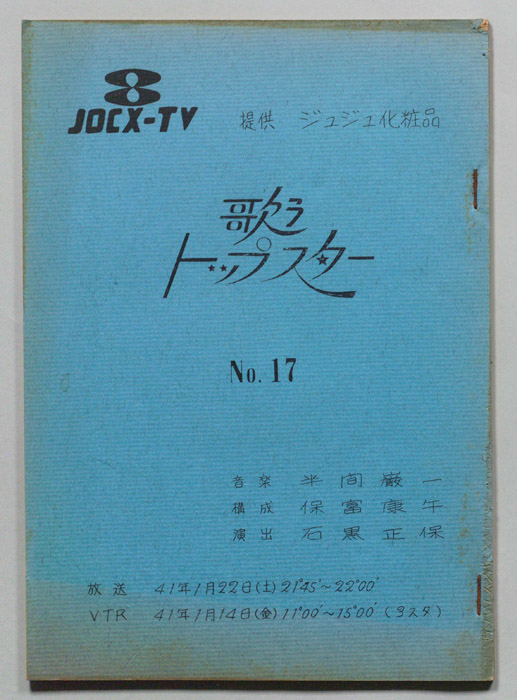 8
JOCX-TV 提供 ジュジュ化粧品
歌う
トップスター
No. 17
音楽 半間巌一
構成 保富康午
演出 石黒正保
放送 41年1月22日(土)21°45'~22°00'
VTR 41年1月14日(金)11°00'~15°00'(9スタ)